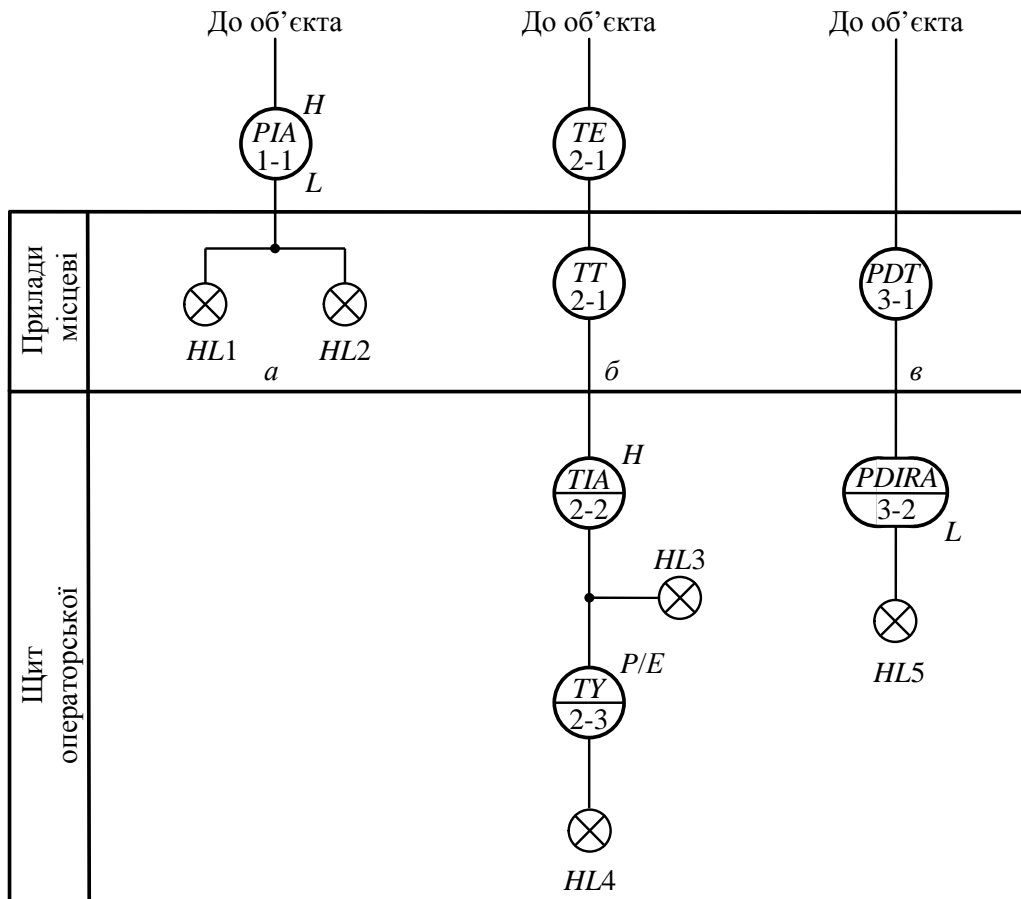 До об’єкта
До об’єкта
До об’єкта
H
PIA
1-1
L
TE
2-1
Прилади
місцеві
HL1
HL2
а
TT
2-1
б
PDT
3-1
в
Щит
операторської
TIA
2-2
H
HL3
TY
2-3
P/E
HL4
PDIRA
3-2
L
HL5